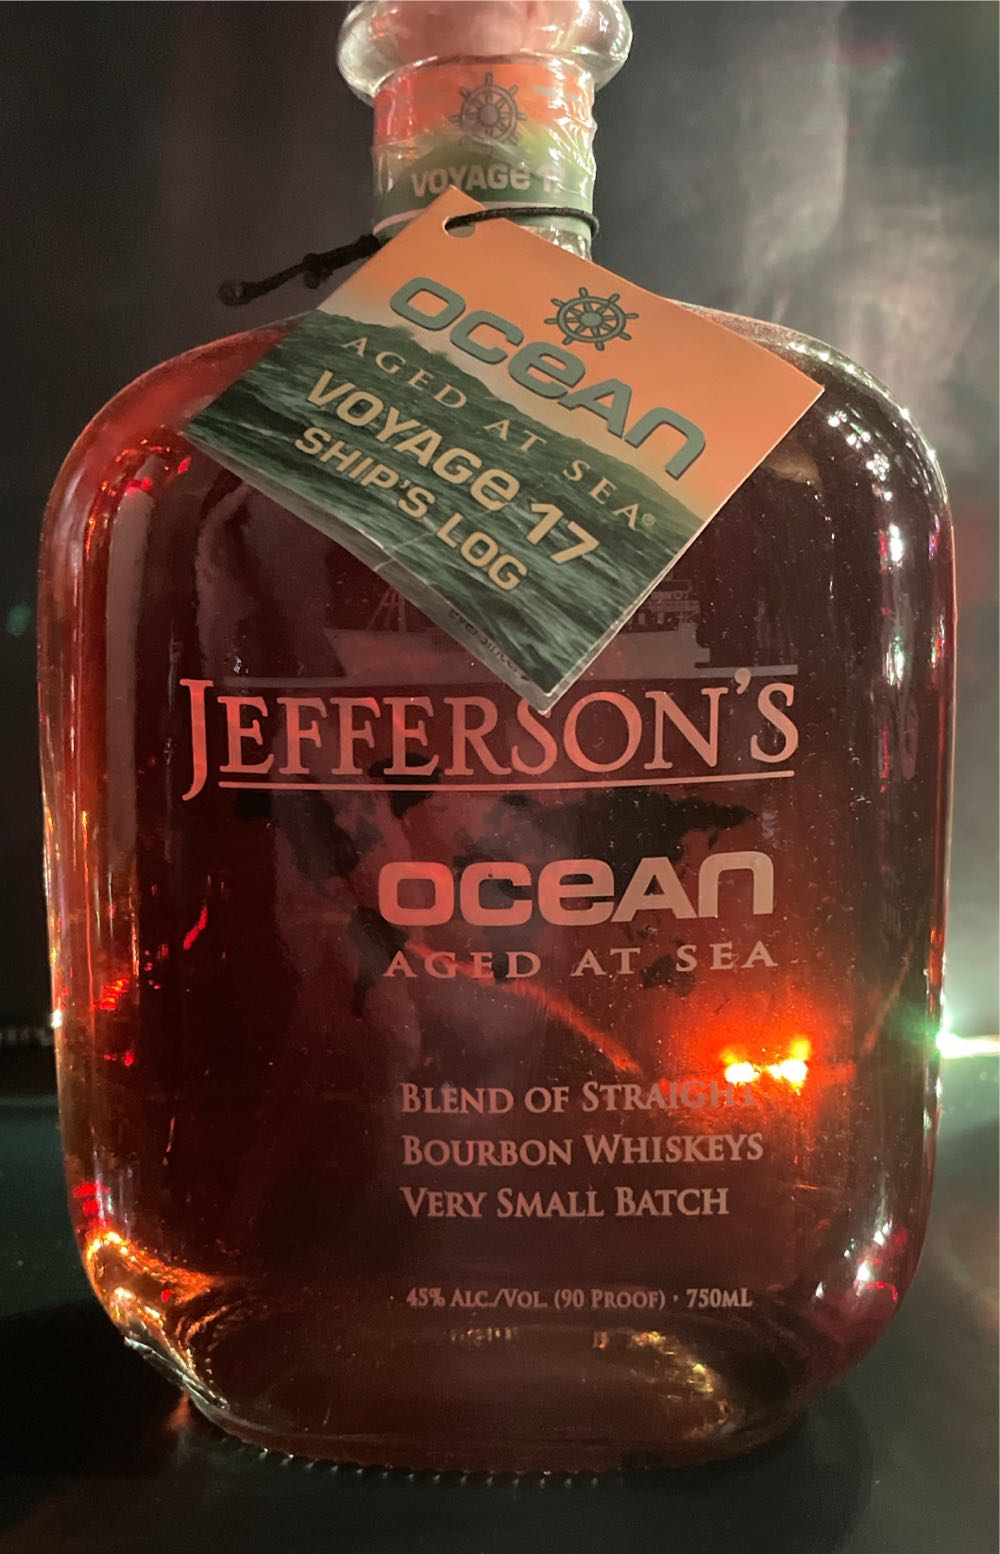 VOYAGE 17
OCEAN
AGED AT SEA®
VOYAGE 17
SHIP'S LOG
JEFFERSON'S
OCEAN
AGED AT SEA
BLEND OF STRAIGHT
BOURBON WHISKEYS
VERY SMALL BATCH
45% ALC./VOL. (90 PROOF) · 750ML